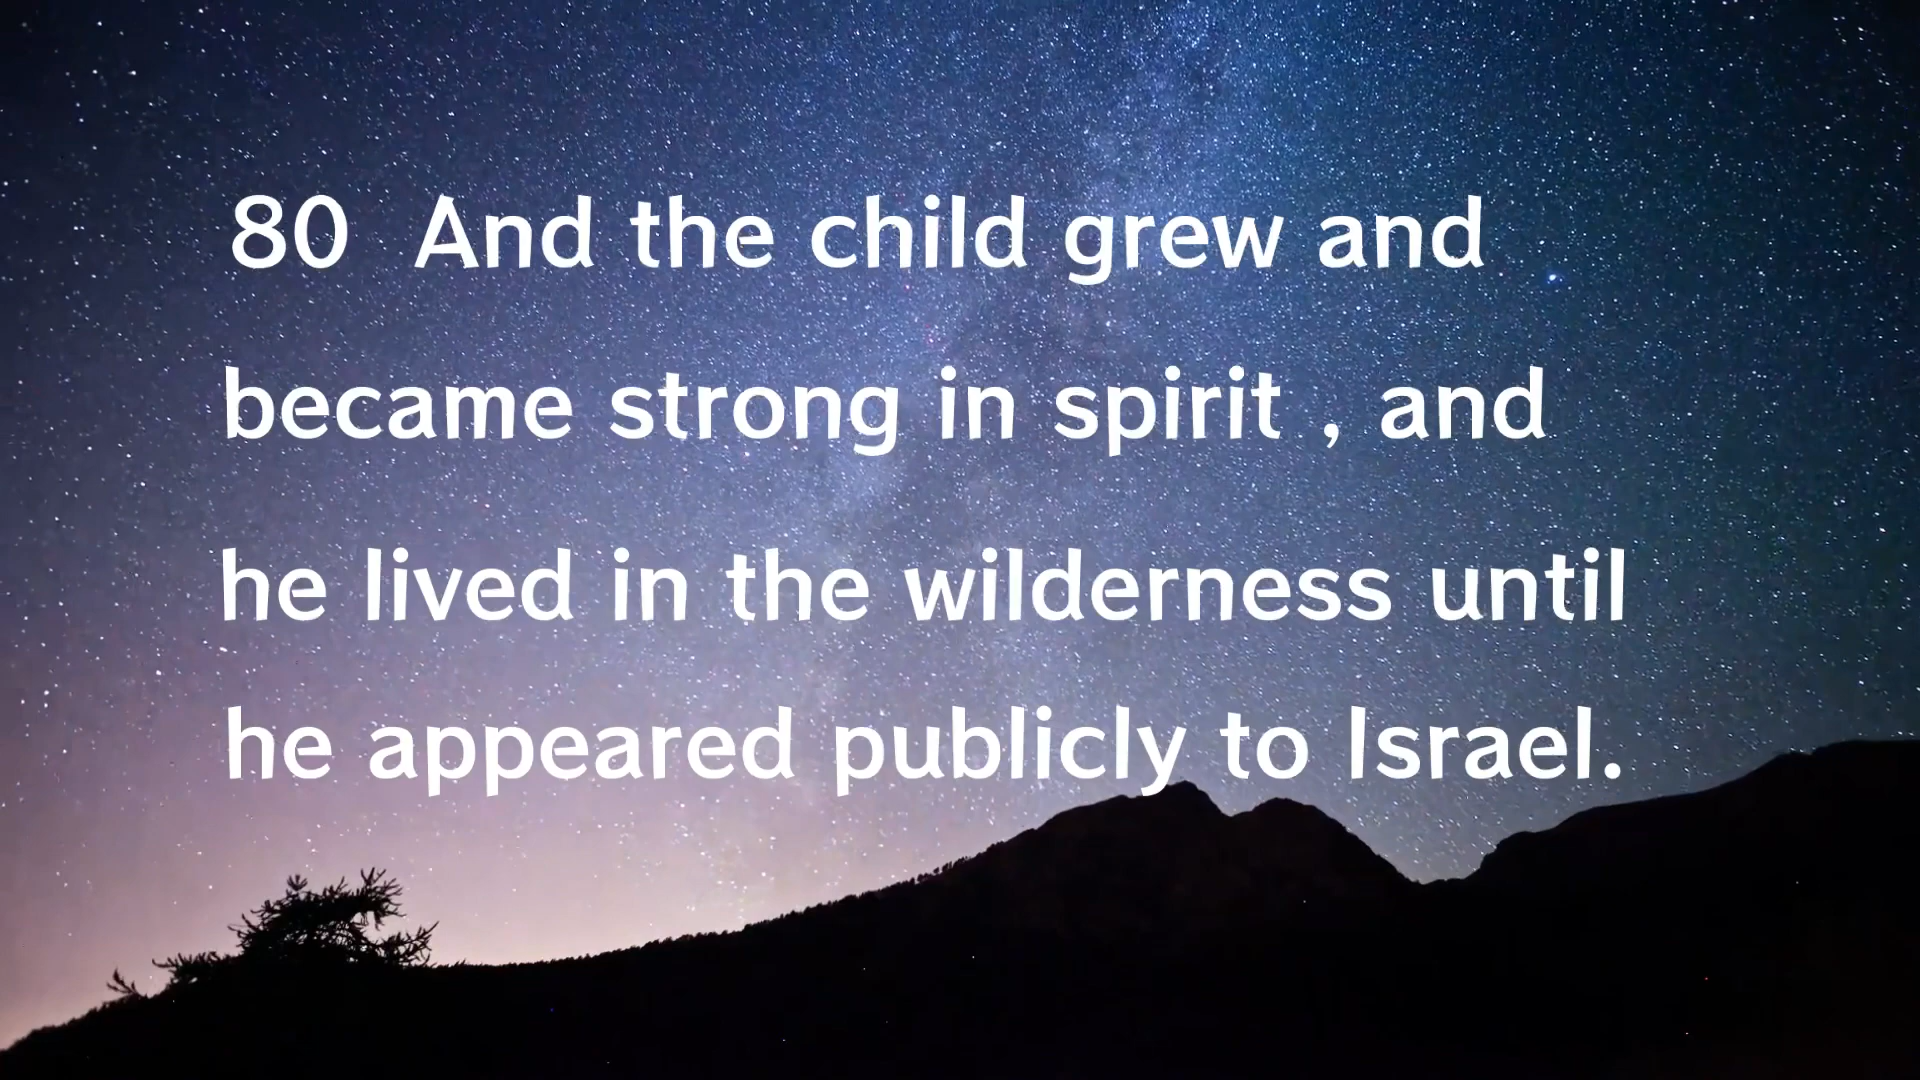 80 And the child grew and
became strong in spirit , and
he lived in the wilderness until
he appeared publicly to Israel.